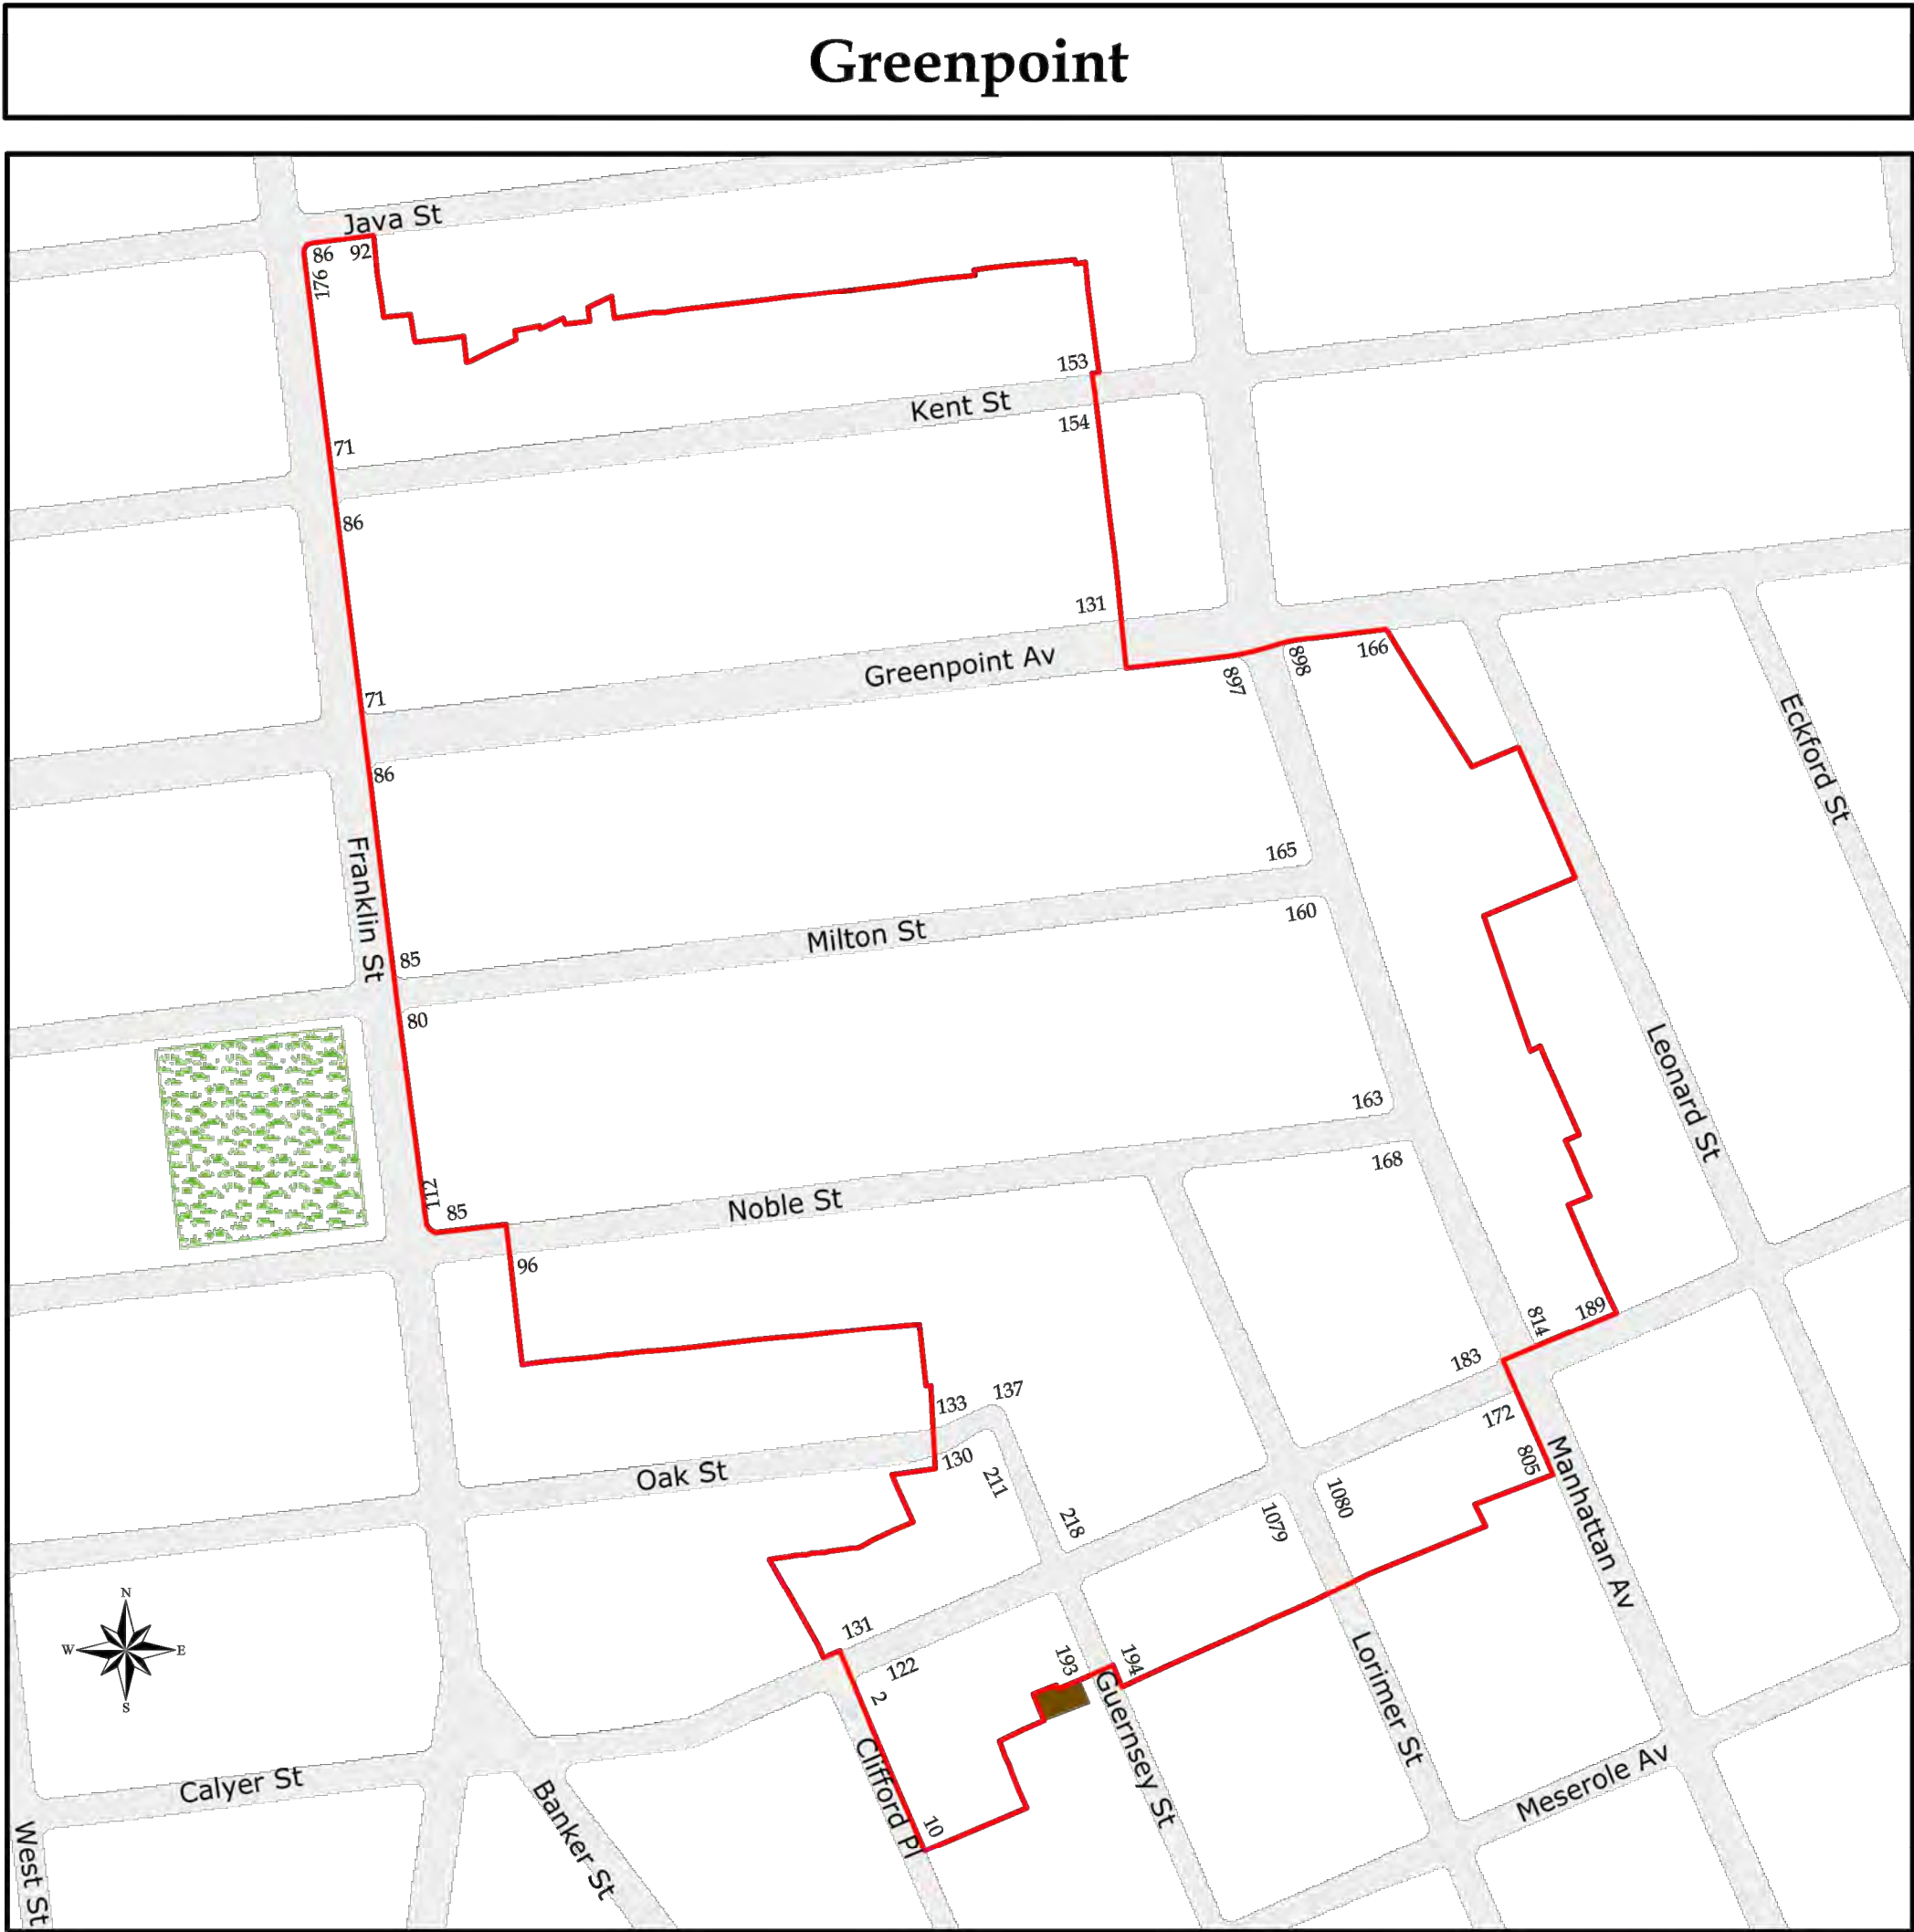 Greenpoint
Java St
86
92
176
153
71
Kent St
154
86
131
Greenpoint Av
166
898
897
71
86
Eckford St
Franklin St
165
160
Milton St
85
80
Leonard St
163
168
112
85
Noble St
96
189
814
183
172
133
137
130
211
805
Manhattan Av
Oak St
218
1080
1079
N
W
E
S
131
122
2
193
194
Guernsey St
Lorimer St
Clifford Pl
10
Calyer St
Banker St
Meserole Av
West St